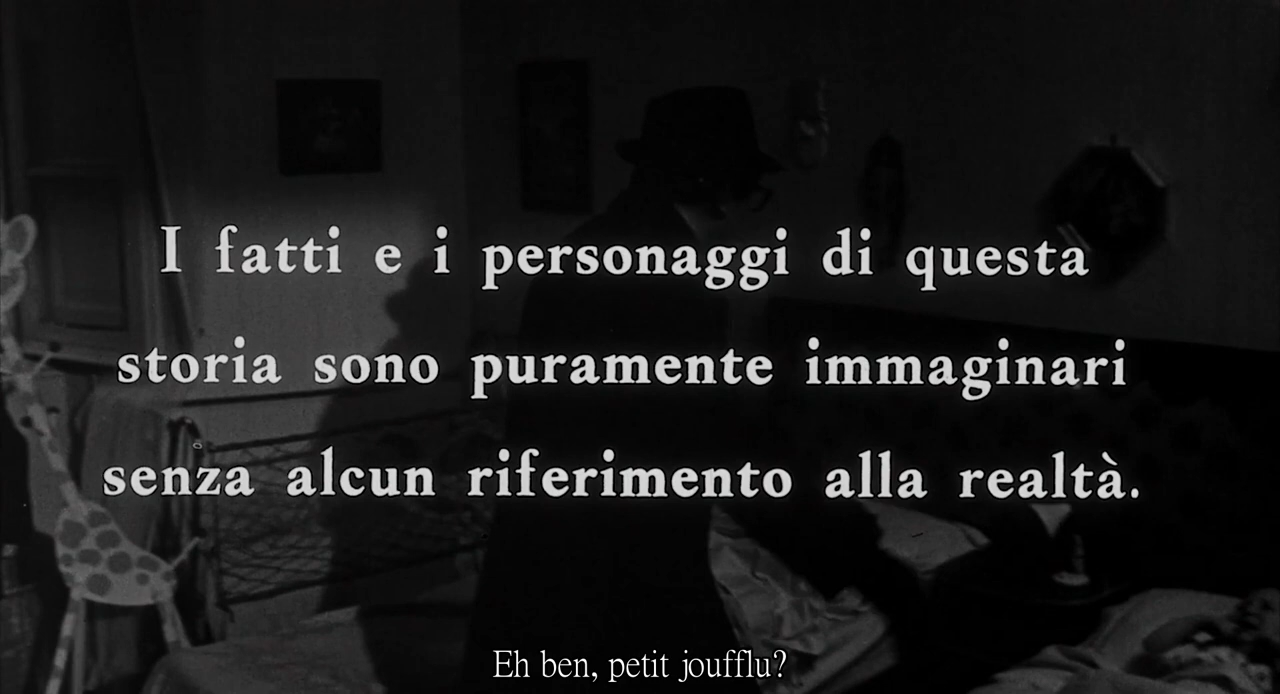 I fatti e i personaggi di questa
storia sono puramente immaginari
senza alcun riferimento alla realtà.
Eh ben, petit joufflu?